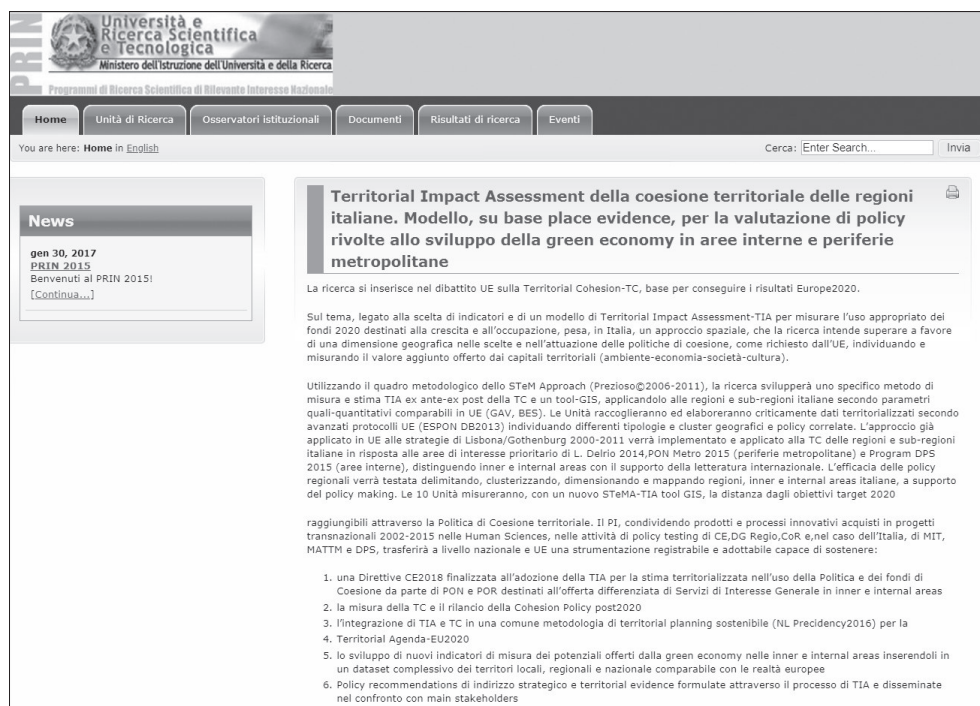 PRIN
Università e
Ricerca Scientifica
e Tecnologica
Ministero dell'Istruzione dell'Università e della Ricerca
Programmi di Ricerca Scientifica di Rilevante Interesse Nazionale
Home Unità di Ricerca Osservatori istituzionali Documenti Risultati di ricerca Eventi
You are here: Home in English
Cerca: Enter Search... Invia
News
gen 30, 2017
PRIN 2015
Benvenuti al PRIN 2015!
[Continua...]
Territorial Impact Assessment della coesione territoriale delle regioni
italiane. Modello, su base place evidence, per la valutazione di policy
rivolte allo sviluppo della green economy in aree interne e periferie
metropolitane
La ricerca si inserisce nel dibattito UE sulla Territorial Cohesion-TC, base per conseguire i risultati Europe2020.
Sul tema, legato alla scelta di indicatori e di un modello di Territorial Impact Assessment-TIA per misurare l'uso appropriato dei
fondi 2020 destinati alla crescita e all'occupazione, pesa, in Italia, un approccio spaziale, che la ricerca intende superare a favore
di una dimensione geografica nelle scelte e nell'attuazione delle politiche di coesione, come richiesto dall'UE, individuando e
misurando il valore aggiunto offerto dai capitali territoriali (ambiente-economia-società-cultura).
Utilizzando il quadro metodologico dello STeM Approach (Prezioso©2006-2011), la ricerca svilupperà uno specifico metodo di
misura e stima TIA ex ante-ex post della TC e un tool-GIS, applicandolo alle regioni e sub-regioni italiane secondo parametri
quali-quantitativi comparabili in UE (GAV, BES). Le Unità raccoglieranno ed elaboreranno criticamente dati territorializzati secondo
avanzati protocolli UE (ESPON DB2013) individuando differenti tipologie e cluster geografici e policy correlate. L'approccio già
applicato in UE alle strategie di Lisbona/Gothenburg 2000-2011 verrà implementato e applicato alla TC delle regioni e sub-regioni
italiane in risposta alle aree di interesse prioritario di L. Delrio 2014,PON Metro 2015 (periferie metropolitane) e Program DPS
2015 (aree interne), distinguendo inner e internal areas con il supporto della letteratura internazionale. L'efficacia delle policy
regionali verrà testata delimitando, clusterizzando, dimensionando e mappando regioni, inner e internal areas italiane, a supporto
del policy making. Le 10 Unità misureranno, con un nuovo STeMA-TIA tool GIS, la distanza dagli obiettivi target 2020
raggiungibili attraverso la Politica di Coesione territoriale. Il PI, condividendo prodotti e processi innovativi acquisti in progetti
transnazionali 2002-2015 nelle Human Sciences, nelle attività di policy testing di CE,DG Regio,CoR e,nel caso dell'Italia, di MIT,
MATTM e DPS, trasferirà a livello nazionale e UE una strumentazione registrabile e adottabile capace di sostenere:
1. una Direttive CE2018 finalizzata all'adozione della TIA per la stima territorializzata nell'uso della Politica e dei fondi di
Coesione da parte di PON e POR destinati all'offerta differenziata di Servizi di Interesse Generale in inner e internal areas
2. la misura della TC e il rilancio della Cohesion Policy post2020
3. l'integrazione di TIA e TC in una comune metodologia di territorial planning sostenibile (NL Precidency2016) per la
4. Territorial Agenda-EU2020
5. lo sviluppo di nuovi indicatori di misura dei potenziali offerti dalla green economy nelle inner e internal areas inserendoli in
un dataset complessivo dei territori locali, regionali e nazionale comparabile con le realtà europee
6. Policy recommendations di indirizzo strategico e territorial evidence formulate attraverso il processo di TIA e disseminate
nel confronto con main stakeholders